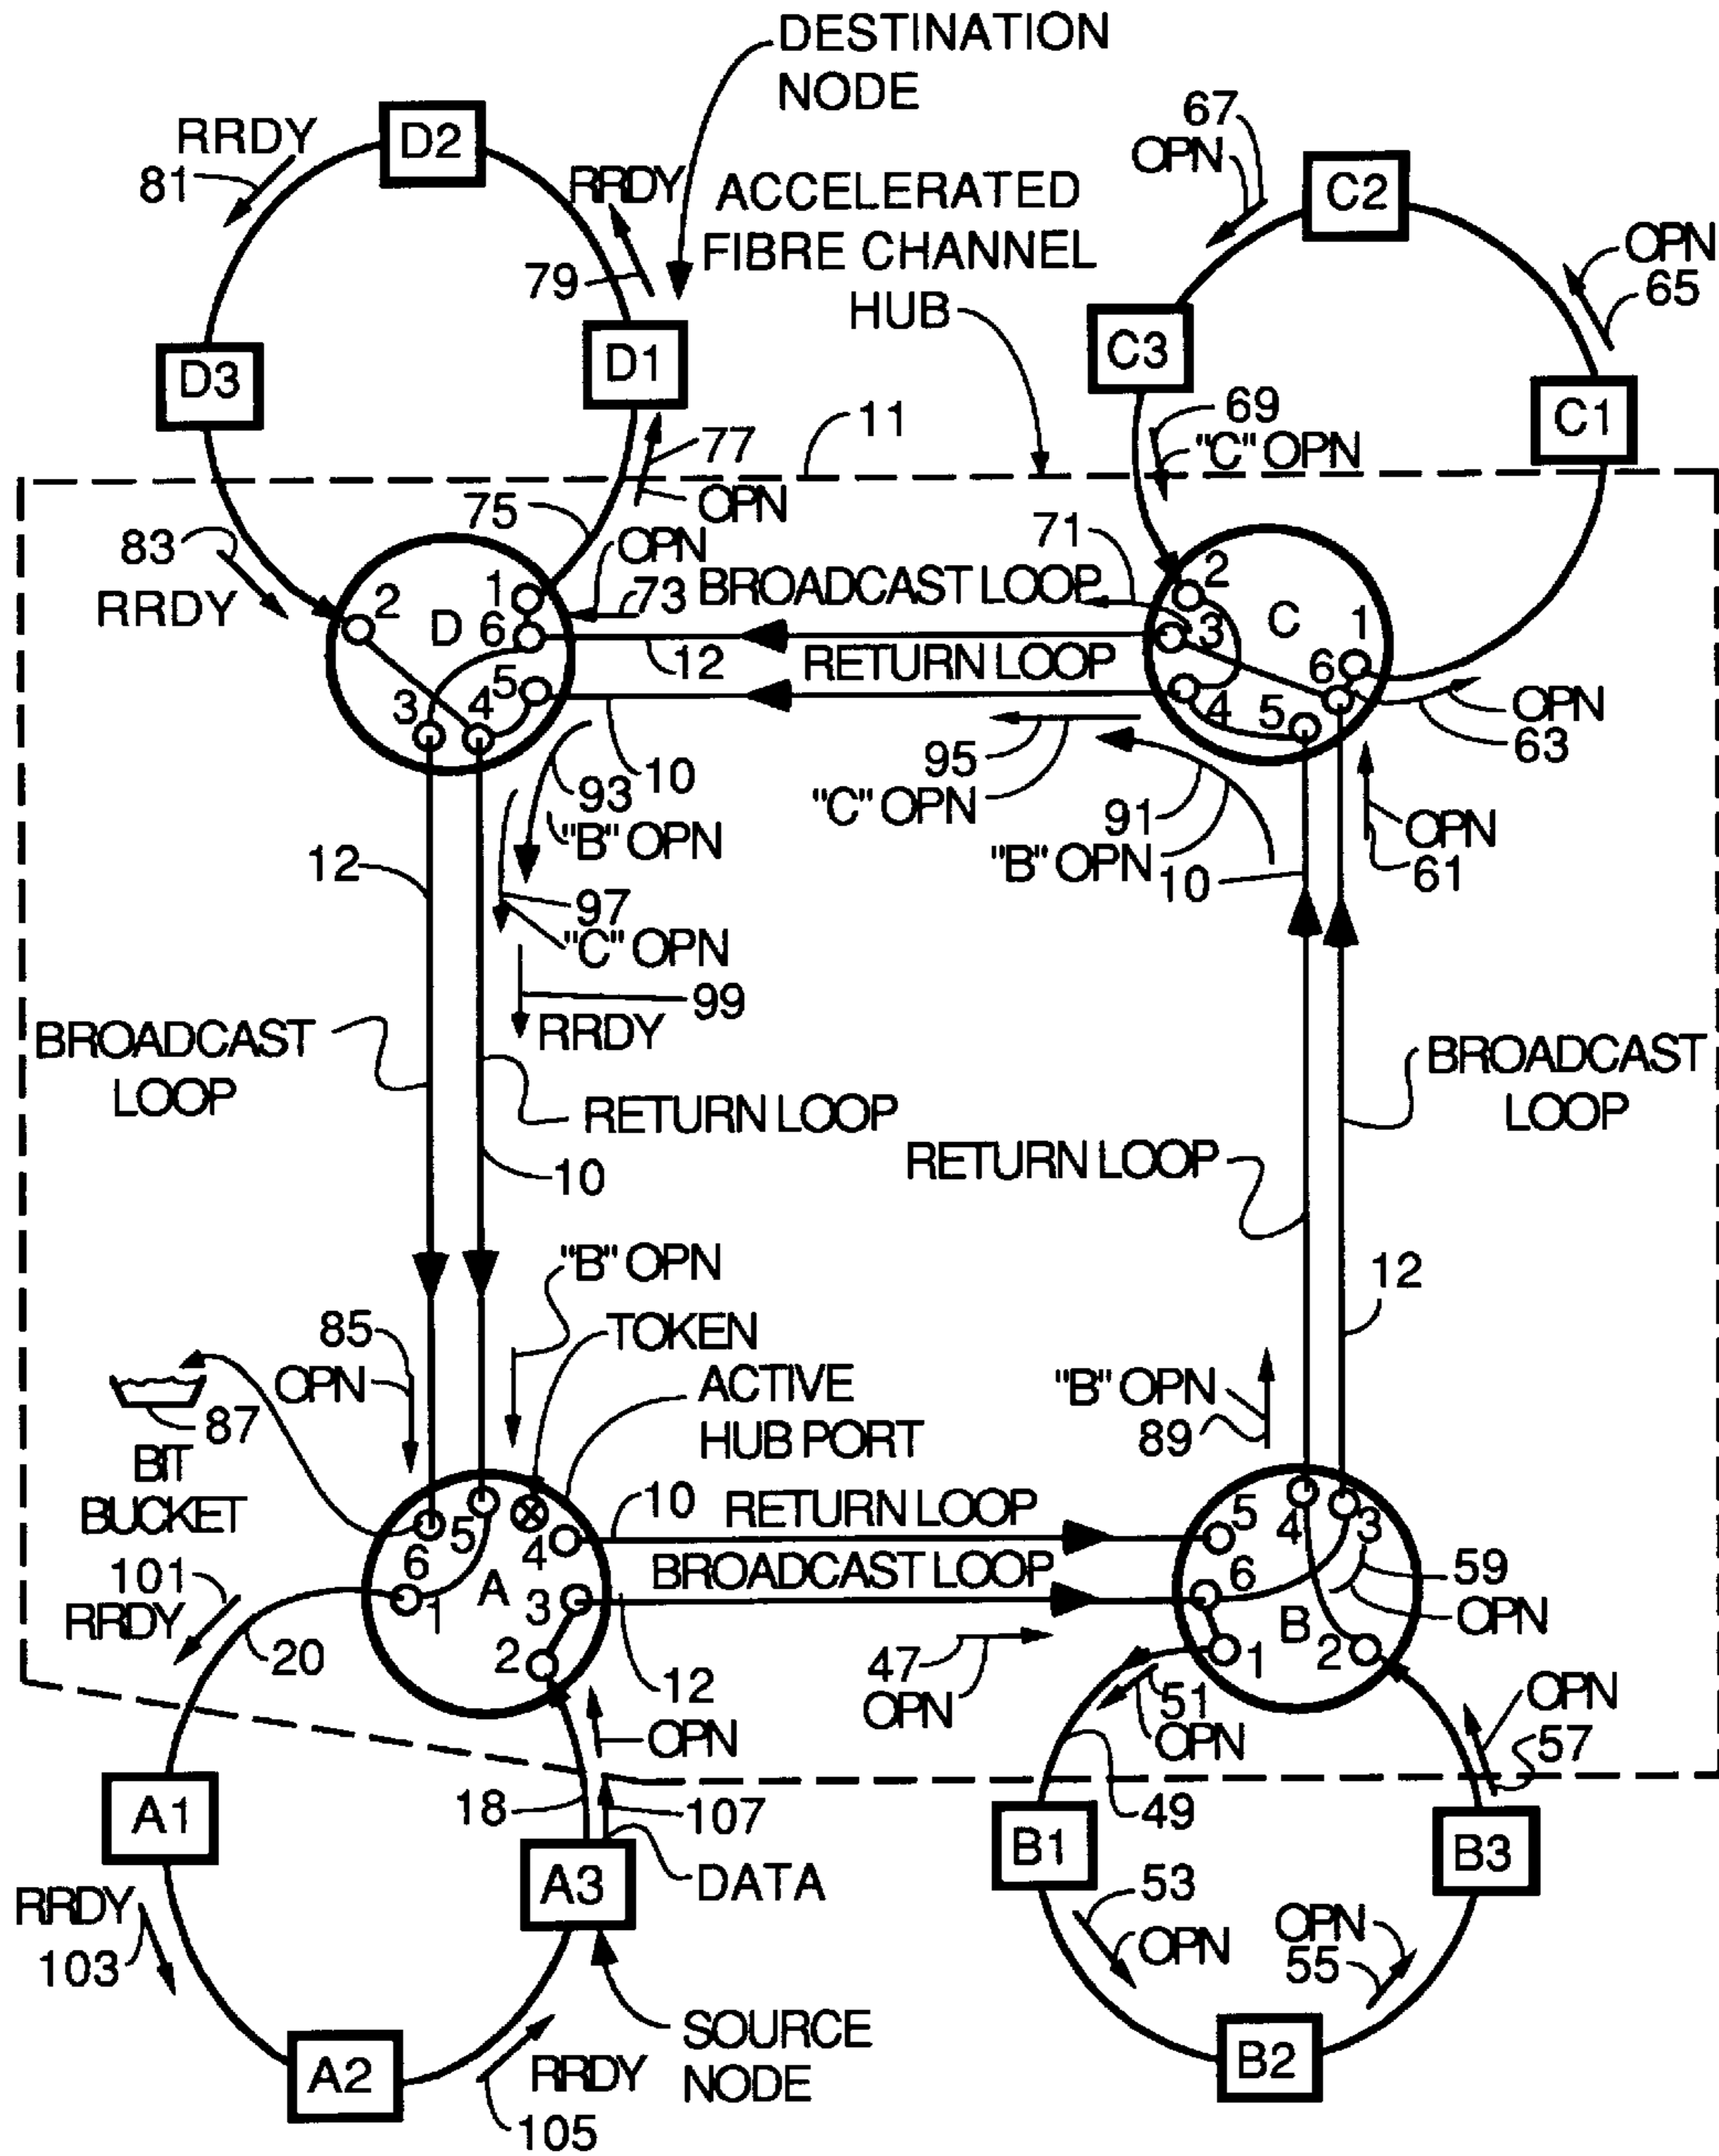 DESTINATION
NODE
67
OPN
RRDY
81
D2
C2
RRDY
ACCELERATED
FIBRE CHANNEL
HUB
OPN
65
79
D3
D1
C3
C1
69
"C" OPN
11
77
OPN
75
OPN
71
83
RRDY
73
BROADCAST LOOP
2
1
D
6
5
3
4
12
RETURN LOOP
2
3
C
1
6
4
5
OPN
63
93
10
95
"C" OPN
91
"B" OPN
"B" OPN
10
OPN
61
12
97
"C" OPN
99
RRDY
BROADCAST
LOOP
BROADCAST
LOOP
RETURN LOOP
10
RETURN LOOP
"B" OPN
12
85
TOKEN
OPN
ACTIVE
HUB PORT
"B" OPN
89
87
BIT
BUCKET
10
RETURN LOOP
BROADCAST LOOP
6
5
4
A
3
1
2
5
4
3
6
B
1
2
59
OPN
101
RRDY
20
12
47
OPN
51
OPN
OPN
57
OPN
18
107
49
A1
A3
DATA
B1
B3
RRDY
103
53
OPN
OPN
55
SOURCE
NODE
A2
RRDY
105
B2